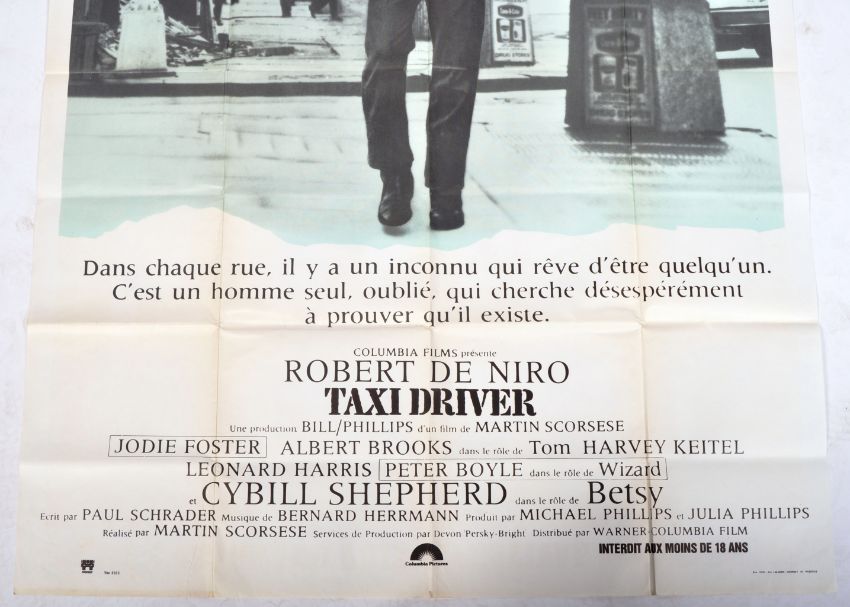 Dans chaque rue, il y a un inconnu qui rêve d'être quelqu'un.
C'est un homme seul, oublié, qui cherche désespérément
à prouver qu'il existe.
COLUMBIA FILMS présente
ROBERT DE NIRO
TAXI DRIVER
Une production BILL/PHILLIPS d'un film de MARTIN SCORSESE
JODIE FOSTER ALBERT BROOKS dans le rôle de Tom HARVEY KEITEL
LEONARD HARRIS PETER BOYLE dans le rôle de Wizard
et CYBILL SHEPHERD dans le rôle de Betsy
Ecrit par PAUL SCHRADER Musique de BERNARD HERRMANN Produit par MICHAEL PHILLIPS et JULIA PHILLIPS
Réalisé par MARTIN SCORSESE Services de Production par Devon Persky-Bright Distribué par WARNER-COLUMBIA FILM
INTERDIT AUX MOINS DE 18 ANS
Columbia Pictures